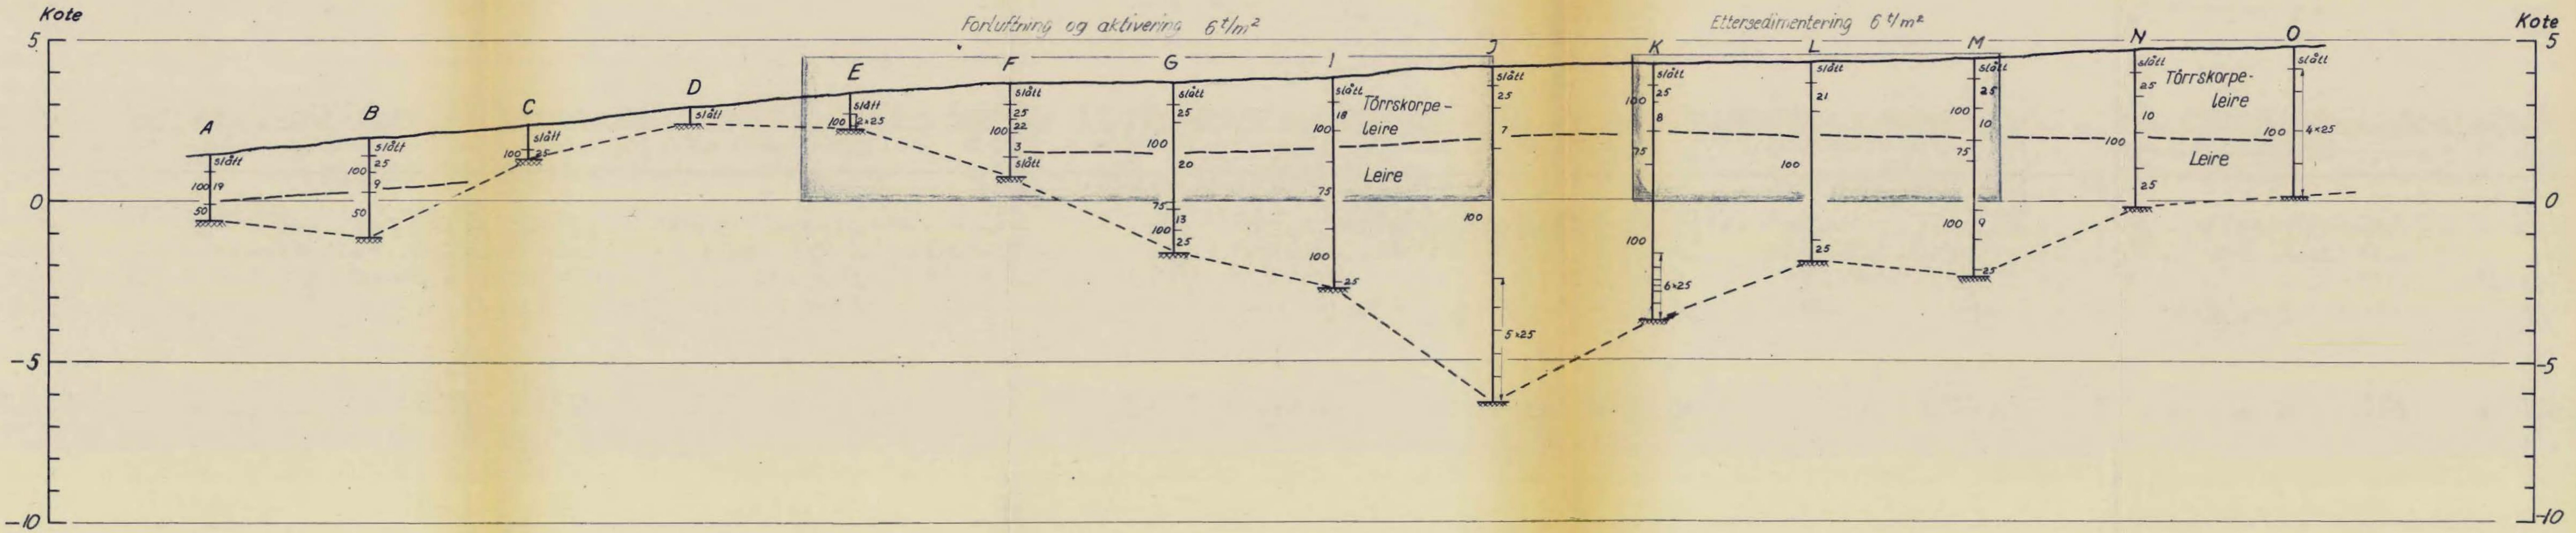 Kote
Kote
Forluftning og aktivering 6 t/m²
Ettersedimentering 6 t/m²
5
0
-5
-10
5
0
-5
-10
A
slått
100 19
50
B
slått
25
100
9
50
C
slått
100 25
D
slått
E
slått
100 2×25
F
slått
25
100 22
3
slått
G
slått
25
100
20
75
13
100
25
I
slått
18
100
75
100
25
Tørrskorpe-
leire
Leire
J
slått
25
7
100
5×25
K
slått
25
100
8
75
100
6×25
L
slått
21
100
25
M
slått
25
100
10
75
100 9
25
N
slått
25
10
100
25
Tørrskorpe-
leire
Leire
O
slått
100 4×25